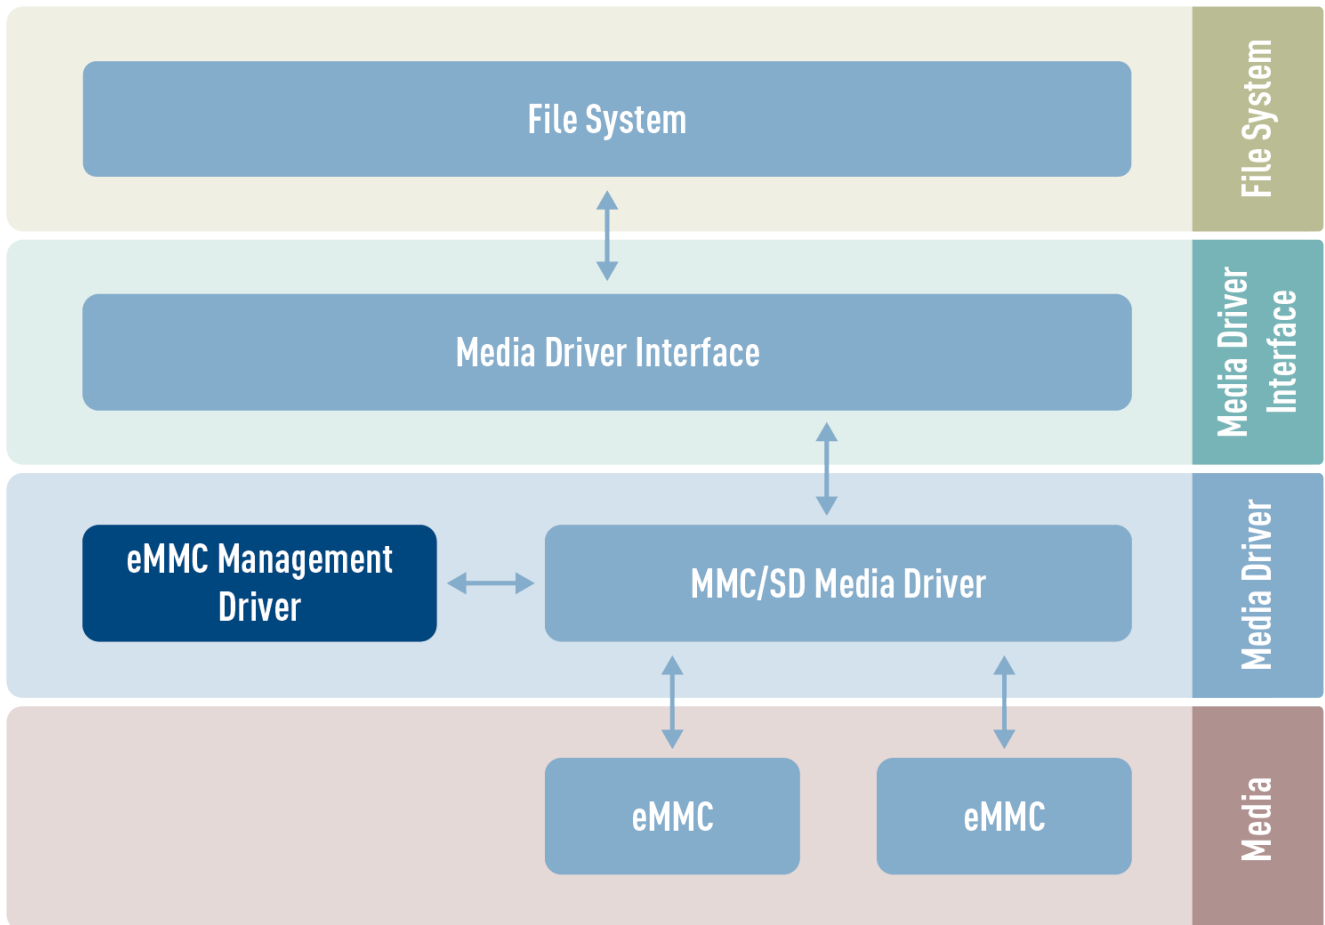 File System
File System
Media Driver Interface
Media Driver
Interface
eMMC Management
Driver
MMC/SD Media Driver
Media Driver
eMMC
eMMC
Media